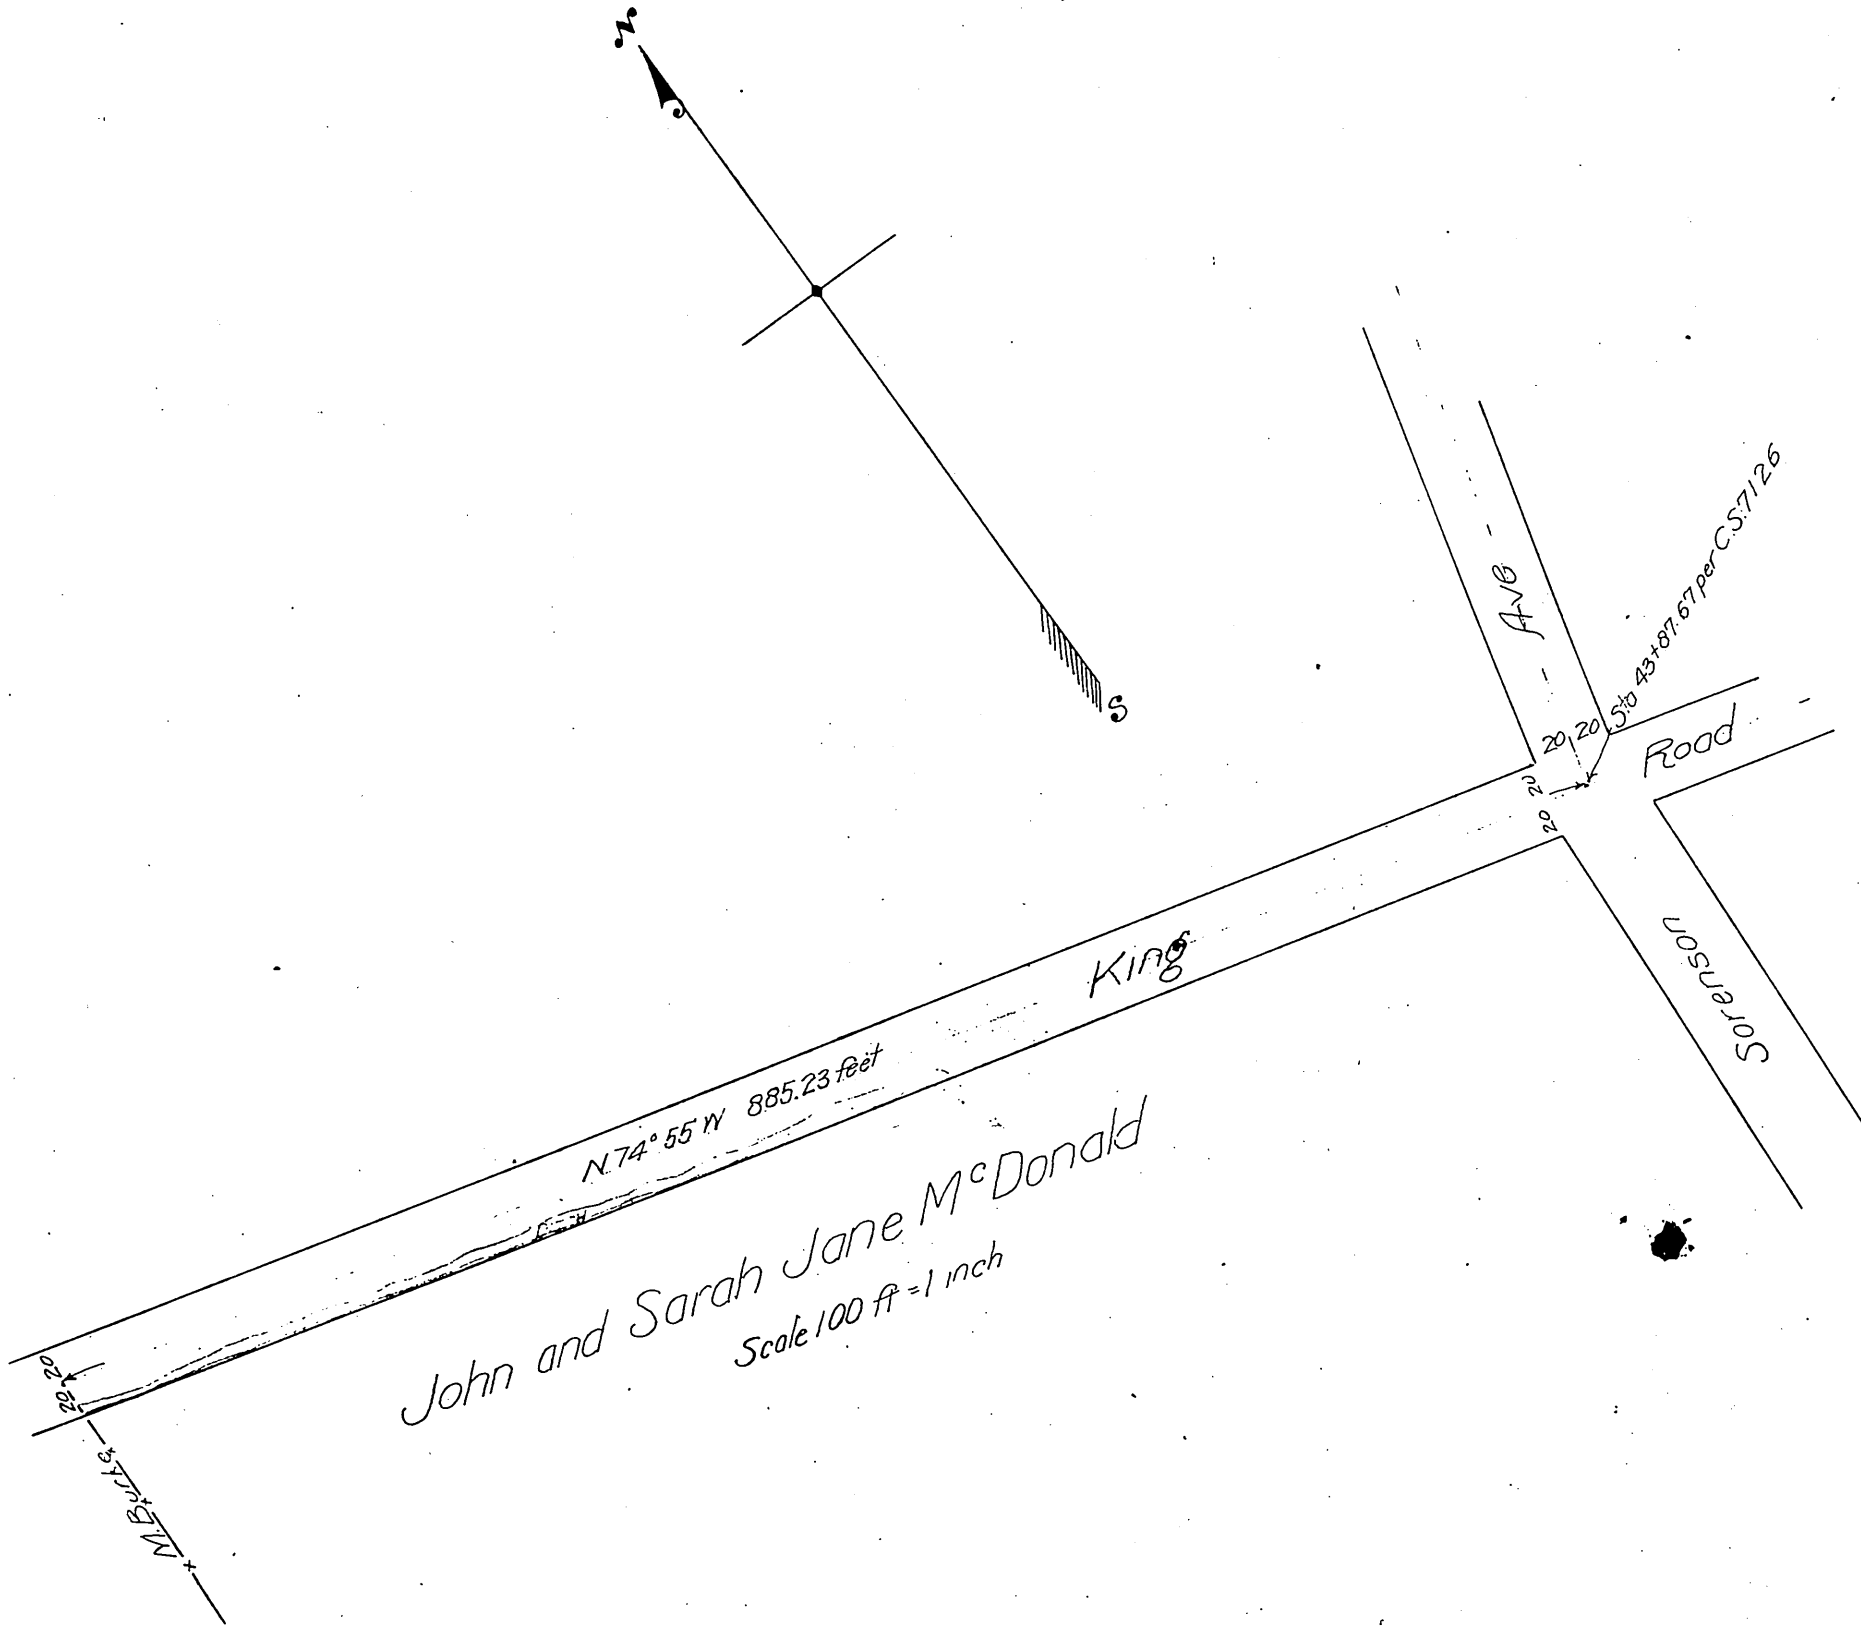 N
S
Sta 43+87.67 per C.S. 7126
Ave
20 20
Road
20 20
King
Sorenson
N. 74° 55' W 885.23 feet
John and Sarah Jane McDonald
Scale 100 ft = 1 inch
20 20
M. Burke